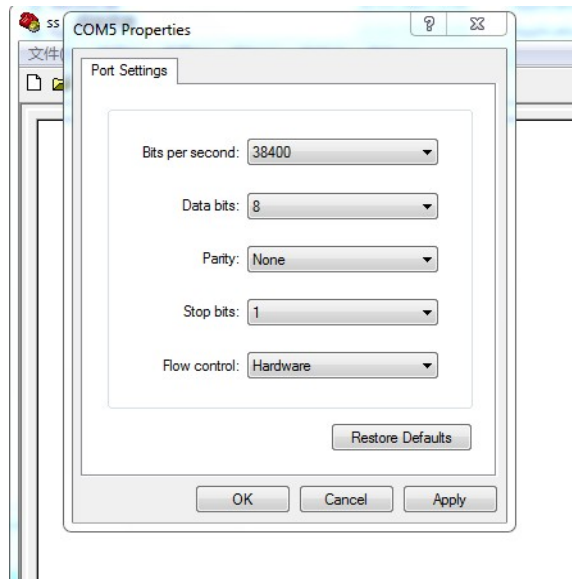 ss
COM5 Properties
文件(
Port Settings
Bits per second: 38400
Data bits: 8
Parity: None
Stop bits: 1
Flow control: Hardware
Restore Defaults
OK Cancel Apply